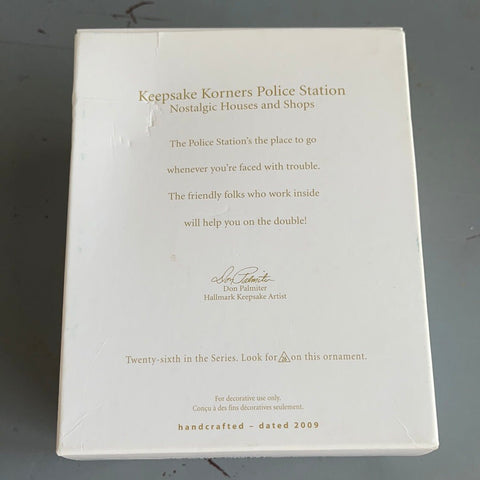 Keepsake Korners Police Station
Nostalgic Houses and Shops
The Police Station's the place to go
whenever you're faced with trouble.
The friendly folks who work inside
will help you on the double!
Don Palmiter
Don Palmiter
Hallmark Keepsake Artist
Twenty-sixth in the Series. Look for on this ornament.
For decorative use only.
Conçu à des fins décoratives seulement.
handcrafted – dated 2009